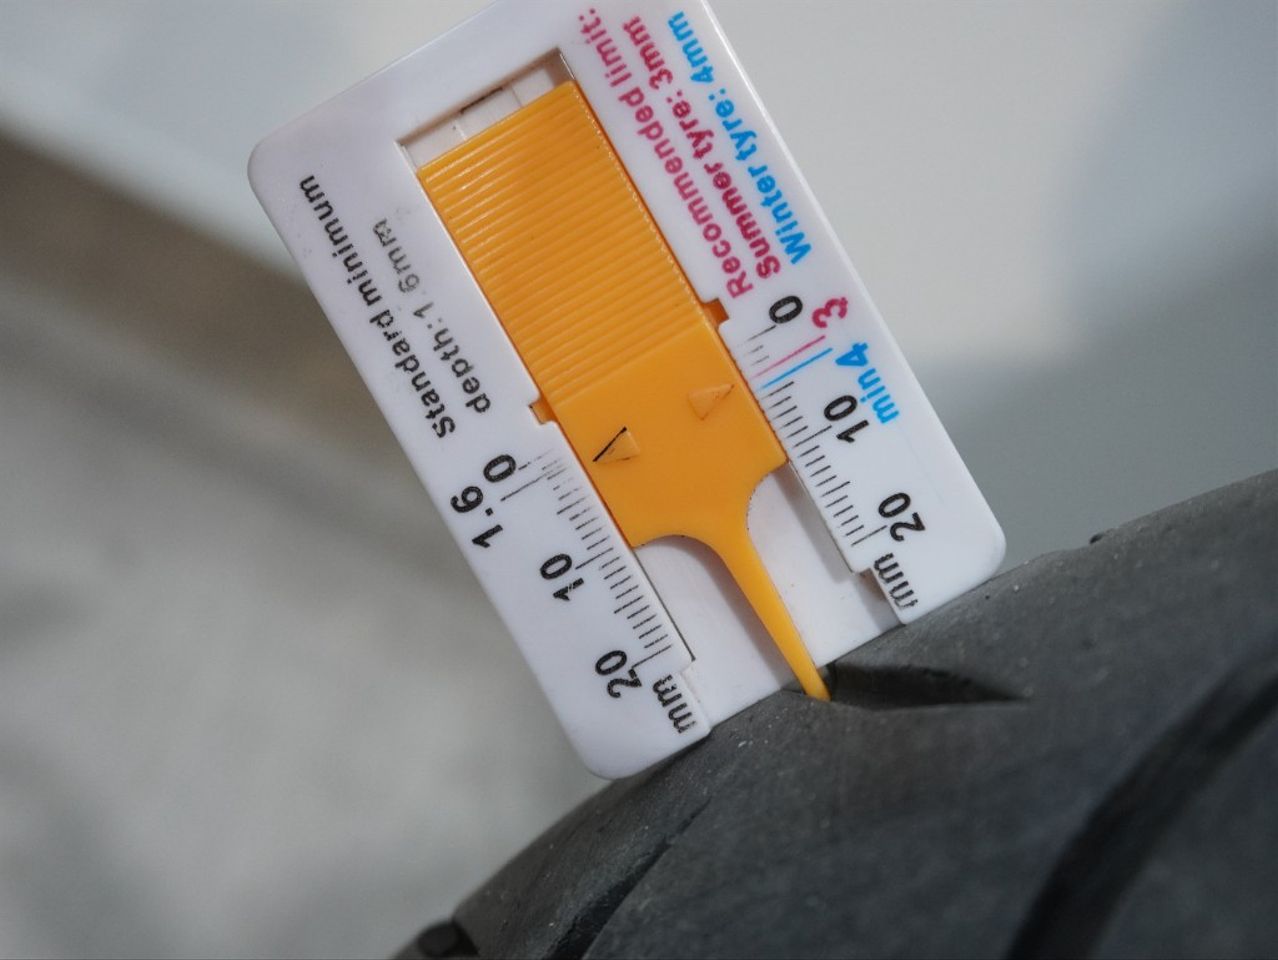 Standard minimum
depth:1.6mm
0
1.6
10
20
mm
Reccommended limit:
Summer tyre: 3mm
Winter tyre: 4mm
0
3
min4
10
20
mm